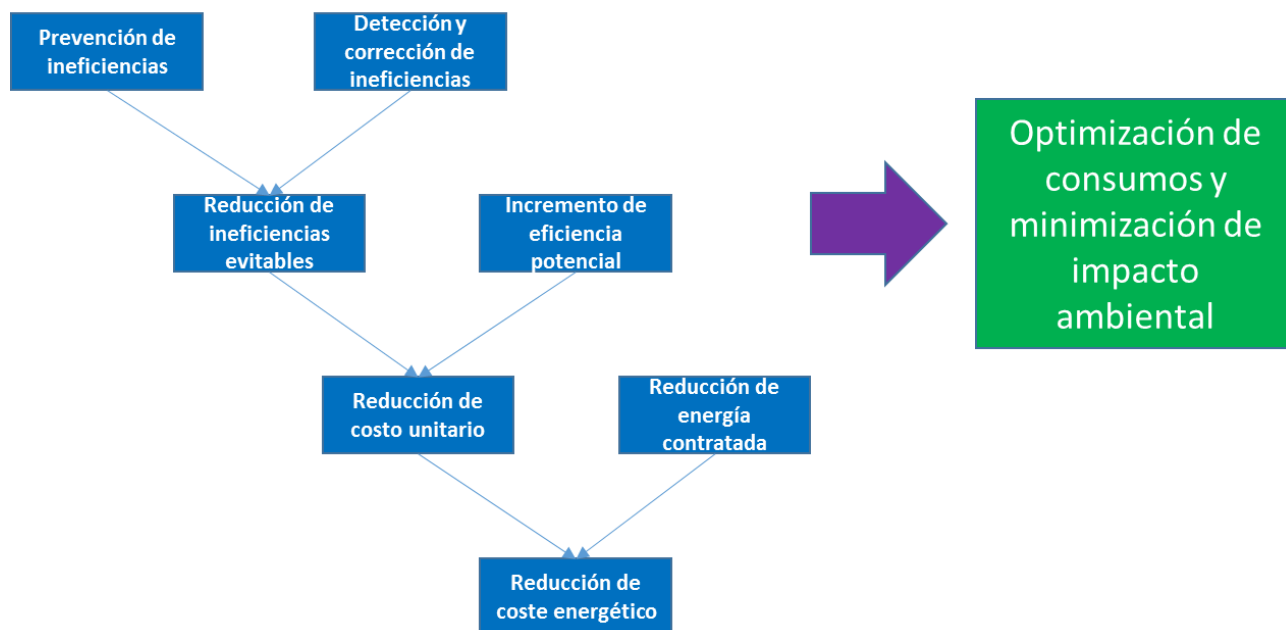 Prevención de
ineficiencias
Detección y
corrección de
ineficiencias
Reducción de
ineficiencias
evitables
Incremento de
eficiencia
potencial
Reducción de
costo unitario
Reducción de
energía
contratada
Reducción de
coste energético
Optimización de
consumos y
minimización de
impacto
ambiental